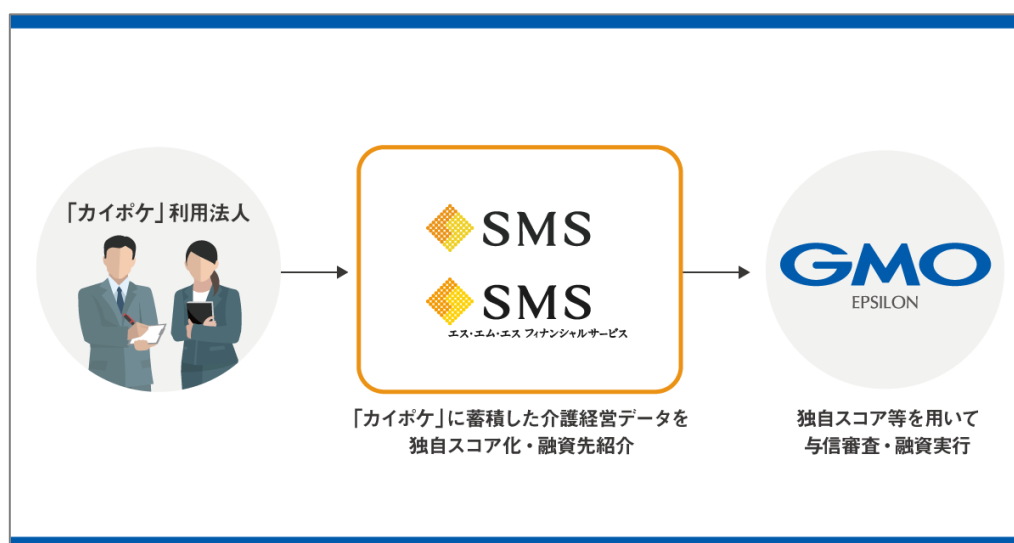 「カイポケ」利用法人
SMS
SMS
エス・エム・エス フィナンシャルサービス
GMO
EPSILON
「カイポケ」に蓄積した介護経営データを
独自スコア化・融資先紹介
独自スコア等を用いて
与信審査・融資実行